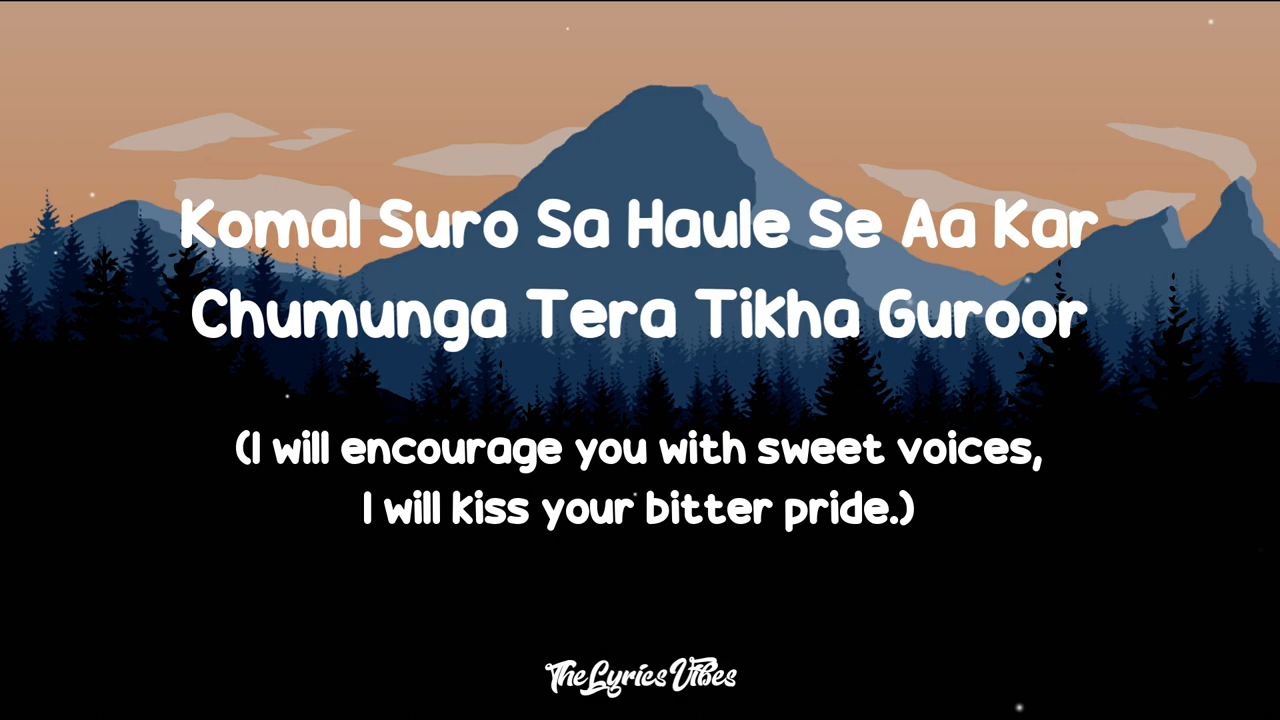 Komal Suro Sa Haule Se Aa Kar
Chumunga Tera Tikha Guroor
(I will encourage you with sweet voices,
I will kiss your bitter pride.)
The Lyrics Vibes